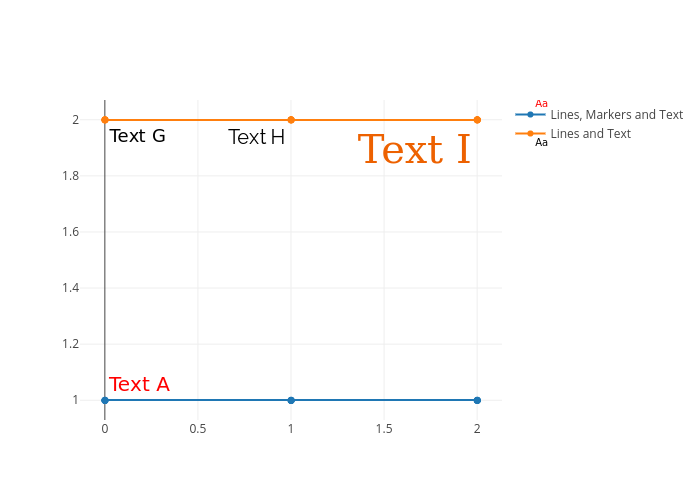 Aa
Lines, Markers and Text
Lines and Text
Aa
2
1.8
1.6
1.4
1.2
1
Text G
Text H
Text I
Text A
0
0.5
1
1.5
2